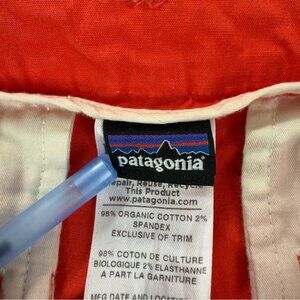 patagonia®
Repair, Reuse, Recycle
This Product
www.patagonia.com
98% ORGANIC COTTON 2%
SPANDEX
EXCLUSIVE OF TRIM
98% COTON DE CULTURE
BIOLOGIQUE 2% ELASTHANNE
A PART LA GARNITURE
MFG DATE AND LOCATION